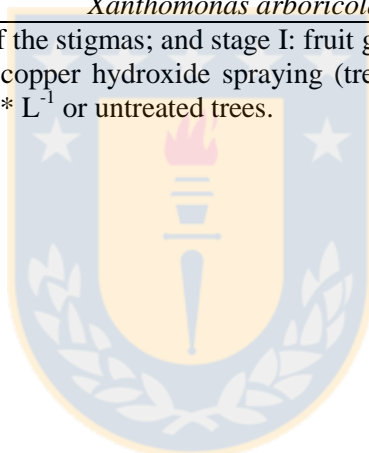 Xanthomonas arboricola
f the stigmas; and stage I: fruit g
copper hydroxide spraying (tre
* L-1 or untreated trees.